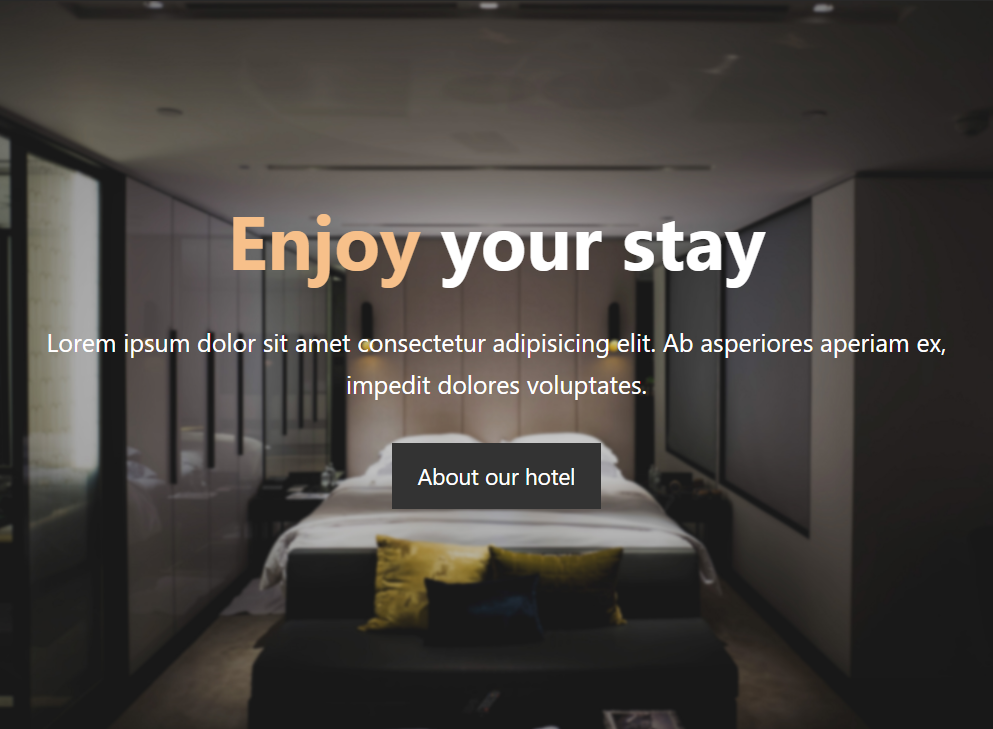 Enjoy your stay
Lorem ipsum dolor sit amet consectetur adipisicing elit. Ab asperiores aperiam ex,
impedit dolores voluptates.
About our hotel